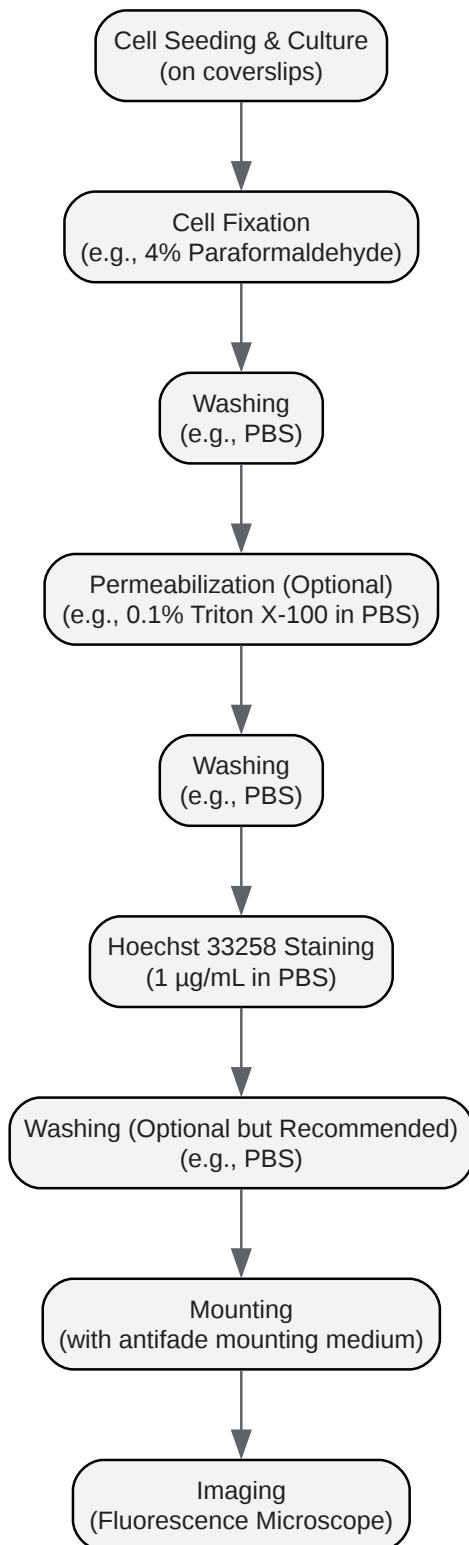 Cell Seeding & Culture
(on coverslips)
Cell Fixation
(e.g., 4% Paraformaldehyde)
Washing
(e.g., PBS)
Permeabilization (Optional)
(e.g., 0.1% Triton X-100 in PBS)
Washing
(e.g., PBS)
Hoechst 33258 Staining
(1 µg/mL in PBS)
Washing (Optional but Recommended)
(e.g., PBS)
Mounting
(with antifade mounting medium)
Imaging
(Fluorescence Microscope)